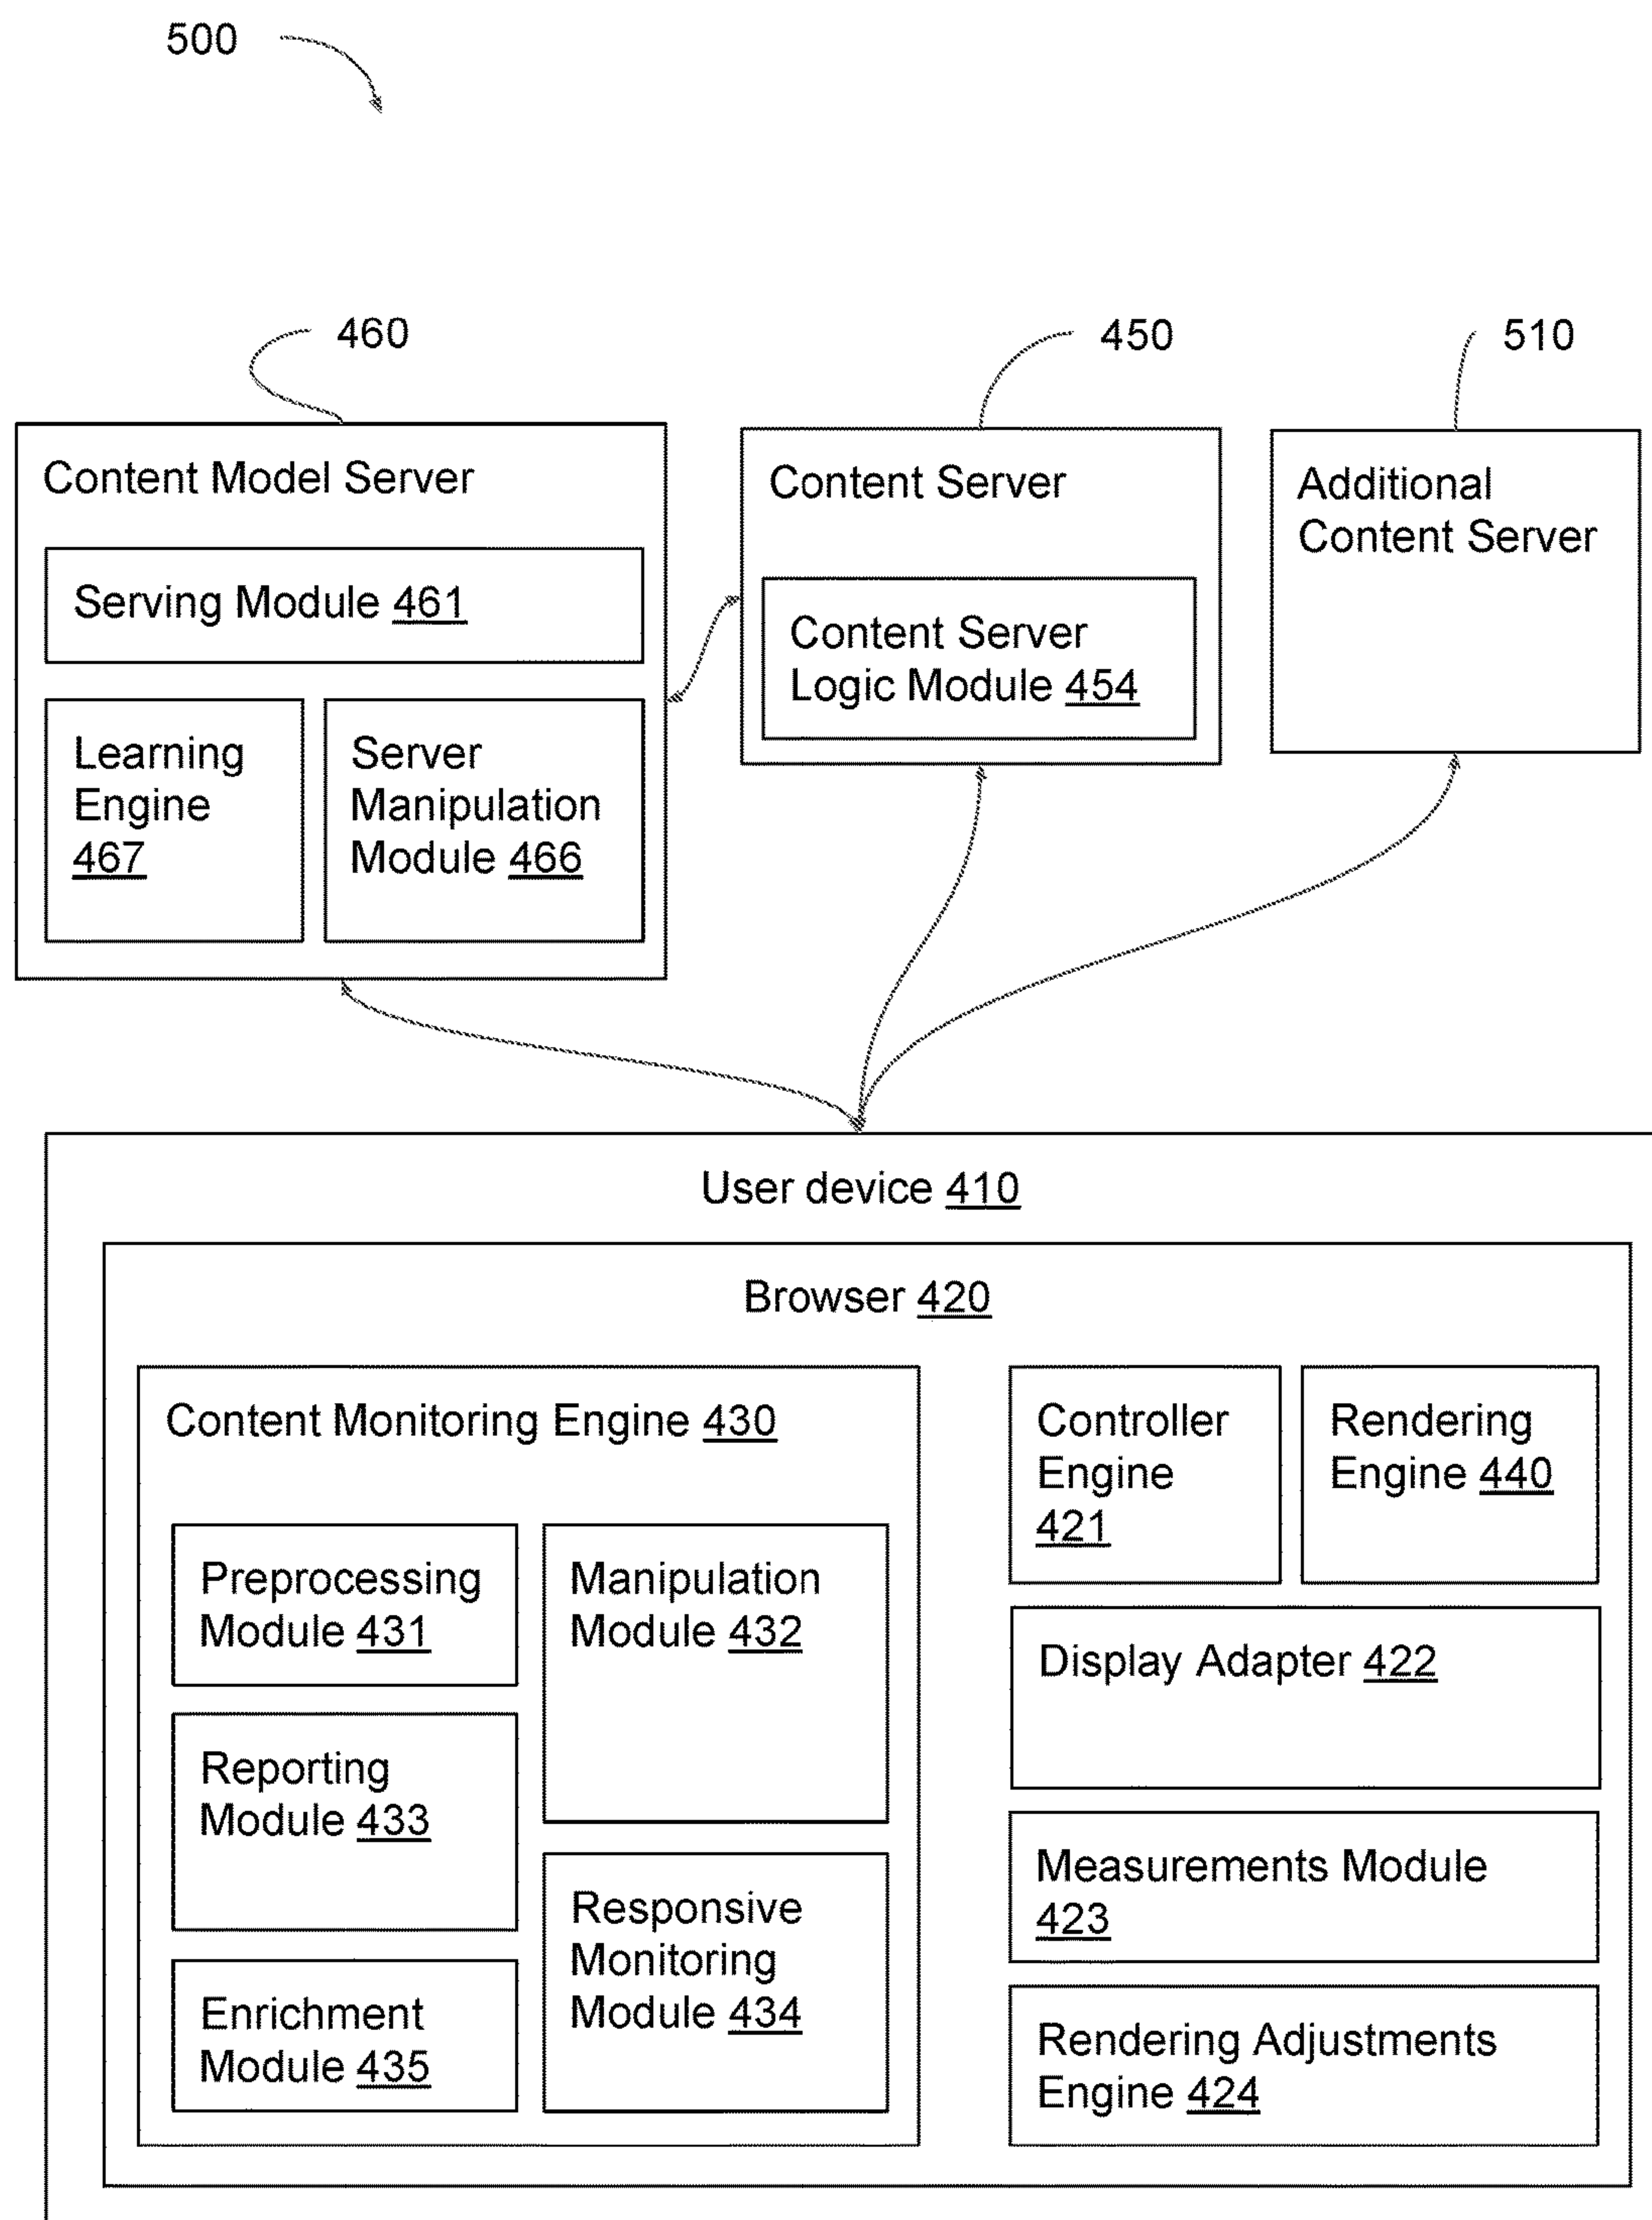 500
460
450
510
Content Model Server
Serving Module 461
Learning
Engine
467
Server
Manipulation
Module 466
Content Server
Content Server
Logic Module 454
Additional
Content Server
User device 410
Browser 420
Content Monitoring Engine 430
Preprocessing
Module 431
Manipulation
Module 432
Reporting
Module 433
Responsive
Monitoring
Module 434
Enrichment
Module 435
Controller
Engine
421
Rendering
Engine 440
Display Adapter 422
Measurements Module
423
Rendering Adjustments
Engine 424